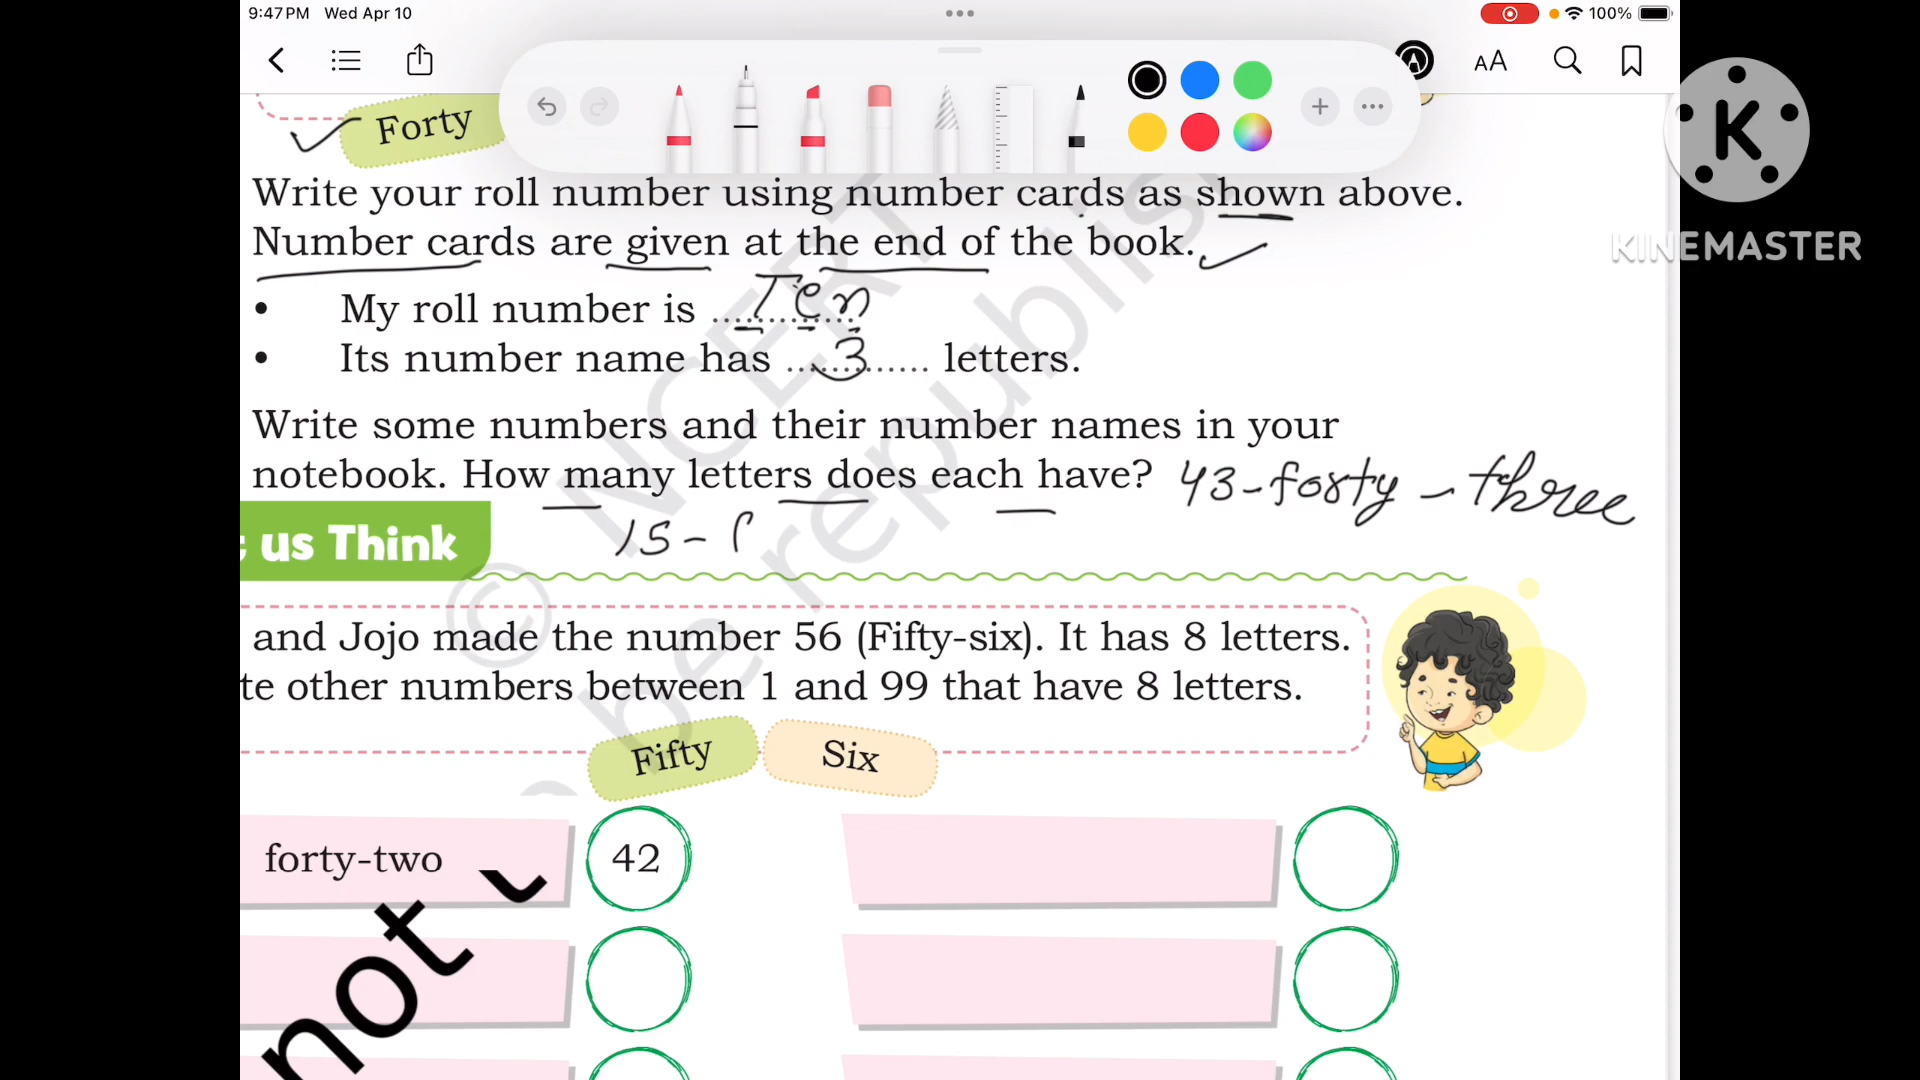 9:47 PM Wed Apr 10
100%
AA
K
KINEMASTER
Forty
Write your roll number using number cards as shown above.
Number cards are given at the end of the book.
• My roll number is ..... Ten
• Its number name has ..... 3 ..... letters.
Write some numbers and their number names in your
notebook. How many letters does each have? 43-forty-three
15-
us Think
and Jojo made the number 56 (Fifty-six). It has 8 letters.
te other numbers between 1 and 99 that have 8 letters.
Fifty Six
forty-two 42
not
© NCERT
be republis